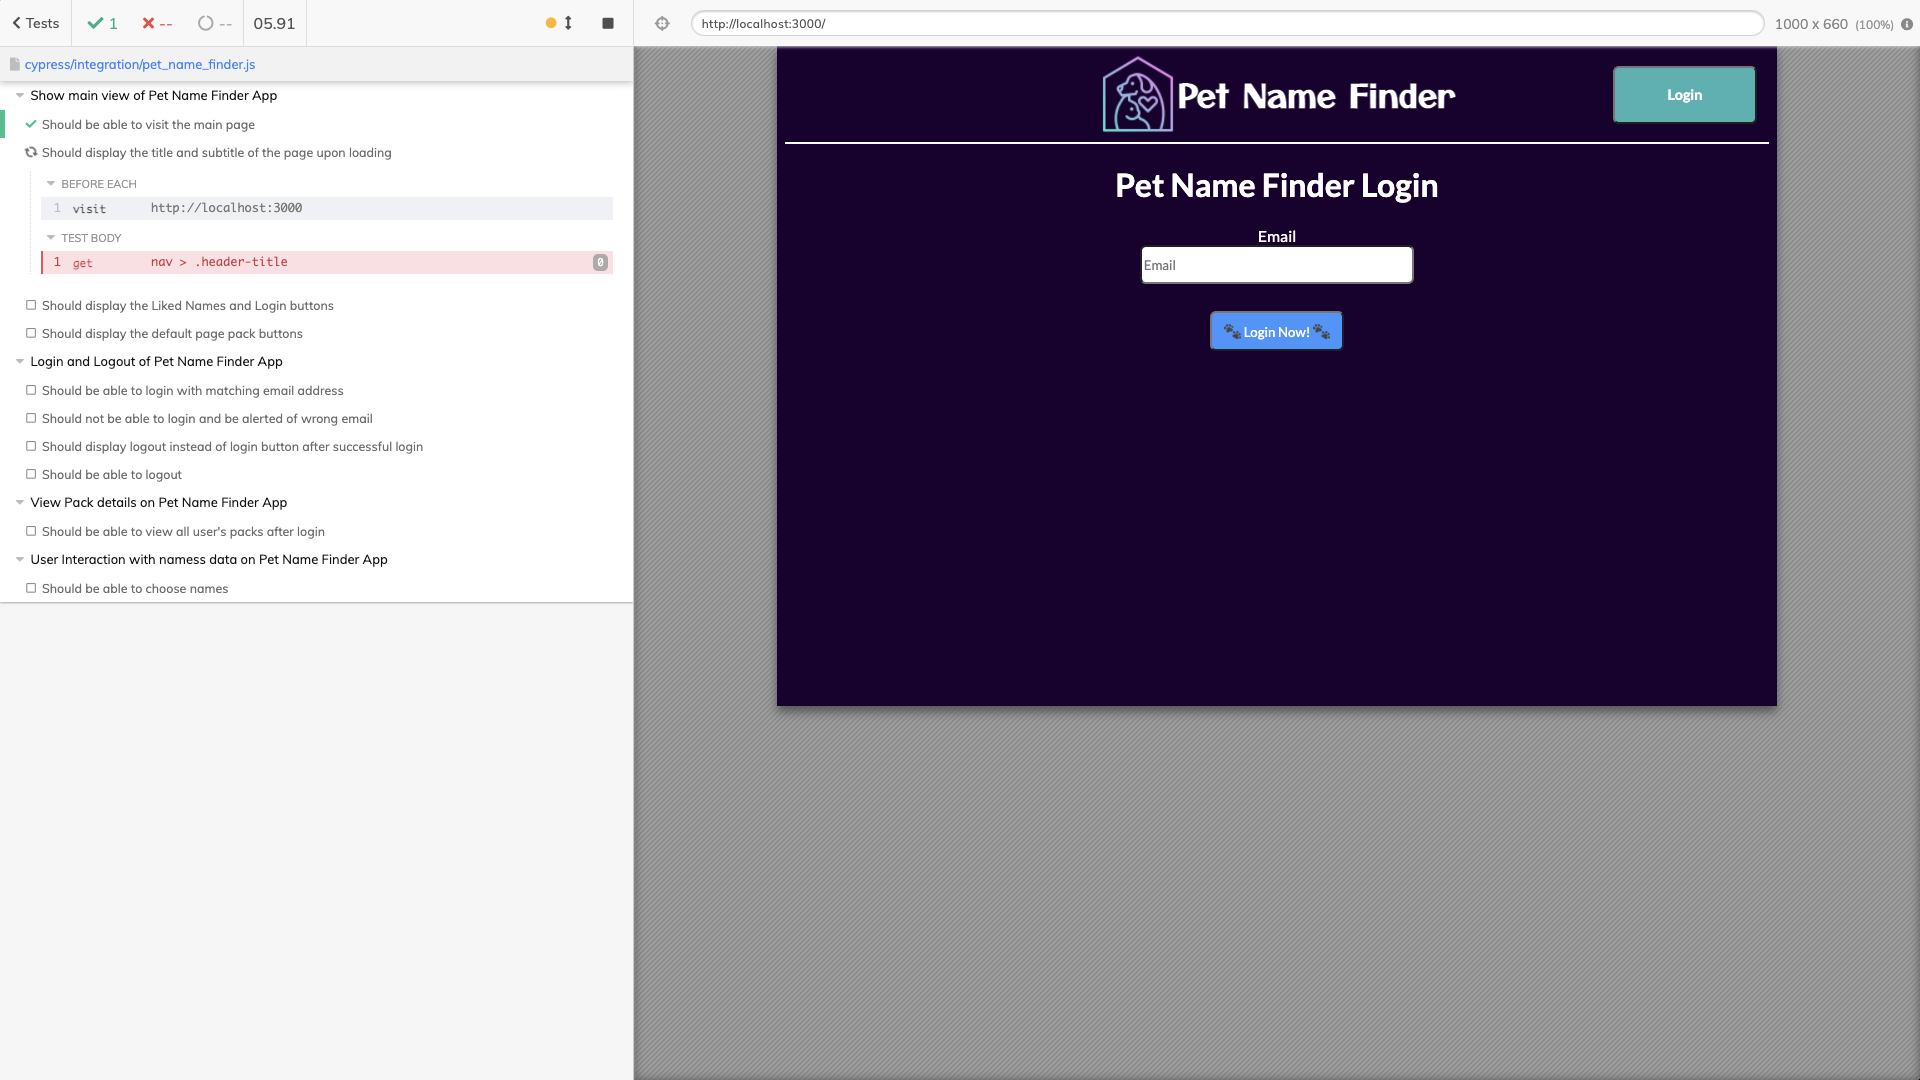 Tests
1
--
--
05.91
http://localhost:3000/
1000 x 660 (100%)
cypress/integration/pet_name_finder.js
Show main view of Pet Name Finder App
Should be able to visit the main page
Should display the title and subtitle of the page upon loading
BEFORE EACH
1 visit http://localhost:3000
TEST BODY
1 get nav > .header-title 0
Should display the Liked Names and Login buttons
Should display the default page pack buttons
Login and Logout of Pet Name Finder App
Should be able to login with matching email address
Should not be able to login and be alerted of wrong email
Should display logout instead of login button after successful login
Should be able to logout
View Pack details on Pet Name Finder App
Should be able to view all user's packs after login
User Interaction with namess data on Pet Name Finder App
Should be able to choose names
Pet Name Finder
Login
Pet Name Finder Login
Email
Email
🐾 Login Now! 🐾